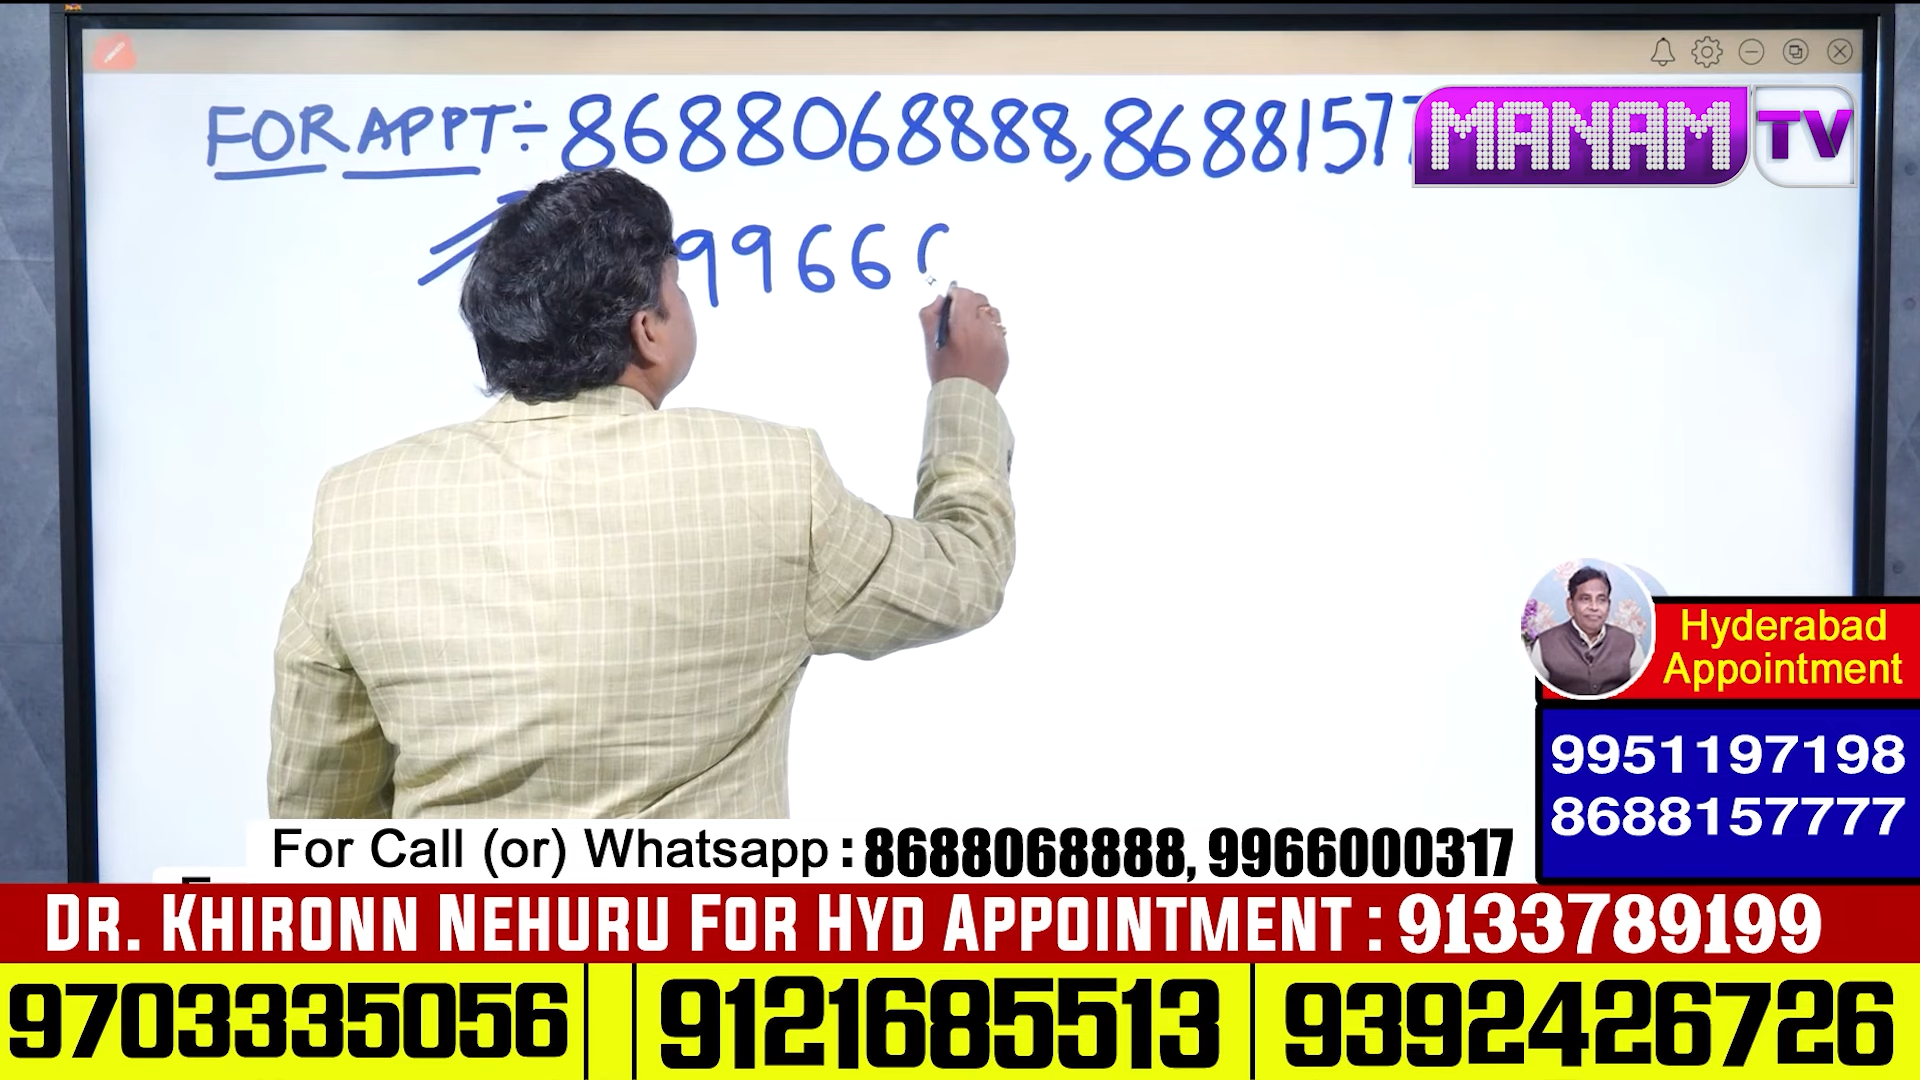 FOR APPT:- 8688068888, 8688157
MANAM TV
9966
Hyderabad
Appointment
9951197198
8688157777
For Call (or) Whatsapp : 8688068888, 9966000317
DR. KHIRONN NEHURU FOR HYD APPOINTMENT : 9133789199
9703335056
9121685513
9392426726